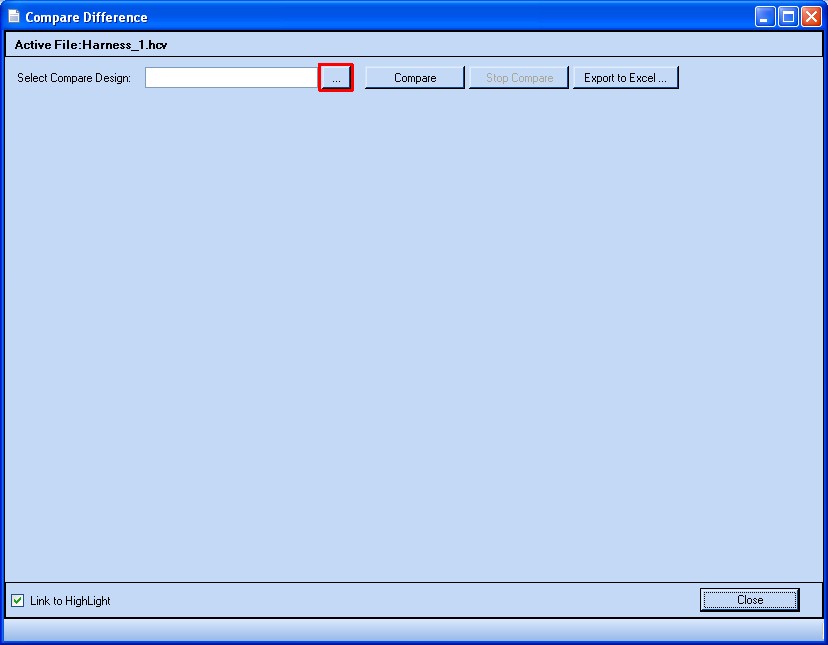 Compare Difference
Active File:Harness_1.hcv
Select Compare Design: ... Compare Stop Compare Export to Excel ...
Link to HighLight Close